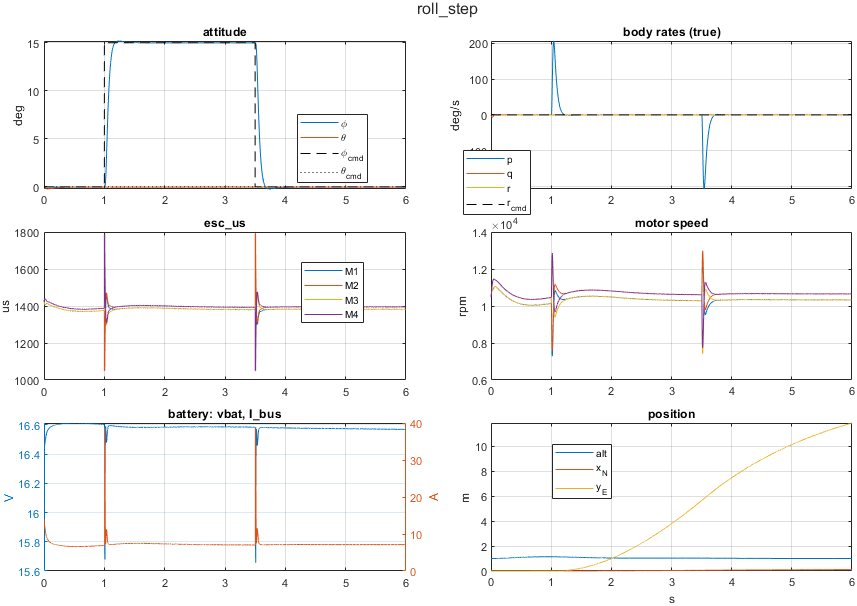 roll_step
attitude
15
10
5
0
deg
0 1 2 3 4 5 6
ϕ
θ
ϕcmd
θcmd
body rates (true)
200
100
0
deg/s
0 1 2 3 4 5 6
p
q
r
rcmd
esc_us
1800
1600
1400
1200
1000
us
0 1 2 3 4 5 6
M1
M2
M3
M4
motor speed
×10^4
1.4
1.2
1
0.8
0.6
rpm
0 1 2 3 4 5 6
battery: vbat, I_bus
16.6
16.4
16.2
16
15.8
15.6
V
40
30
20
10
0
A
0 1 2 3 4 5 6
position
10
8
6
4
2
0
m
alt
xN
yE
0 1 2 3 4 5 6
s